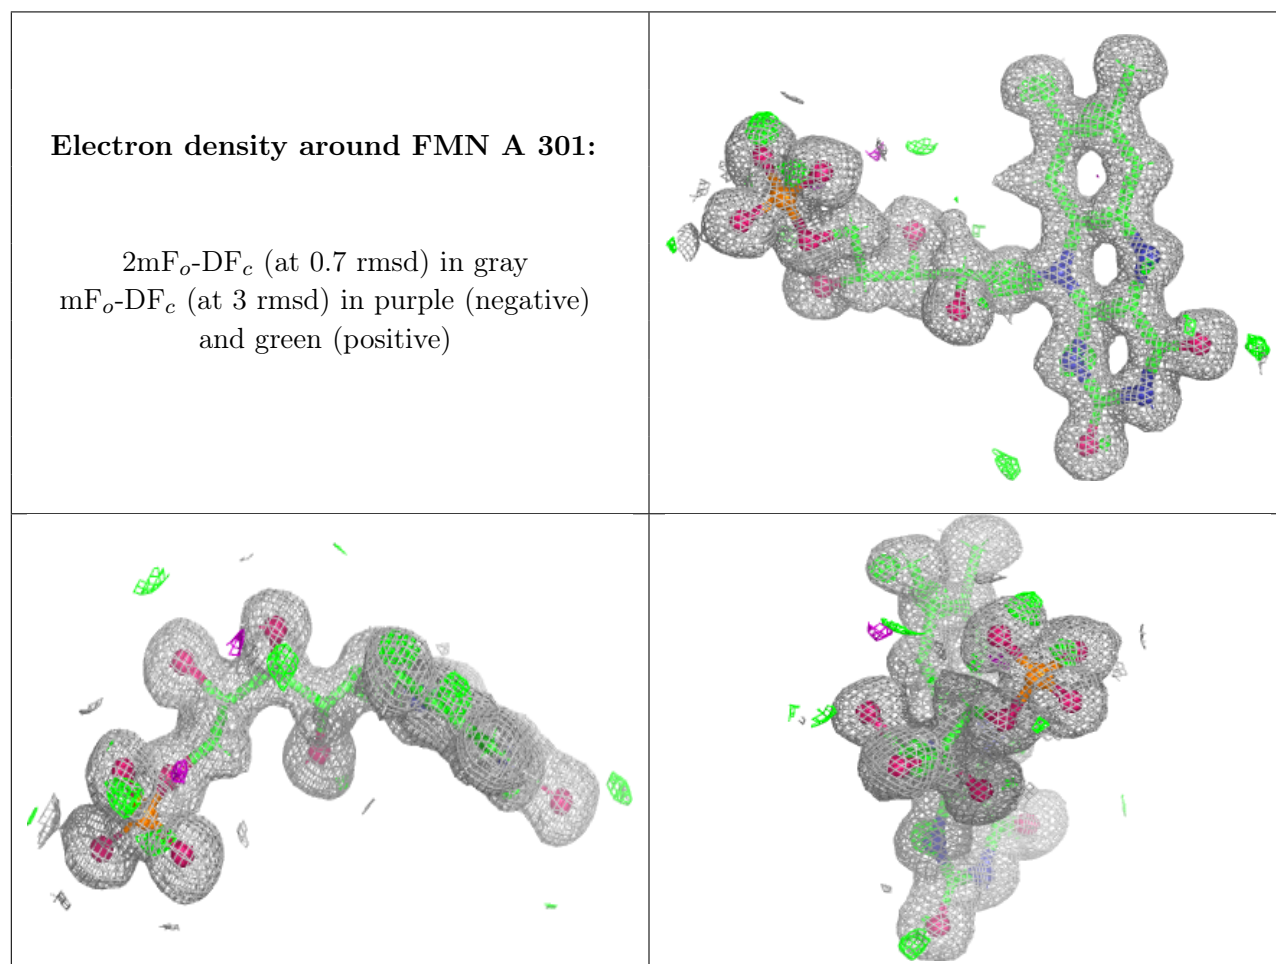 Electron density around FMN A 301:
2mFo-DFc (at 0.7 rmsd) in gray
mFo-DFc (at 3 rmsd) in purple (negative)
and green (positive)